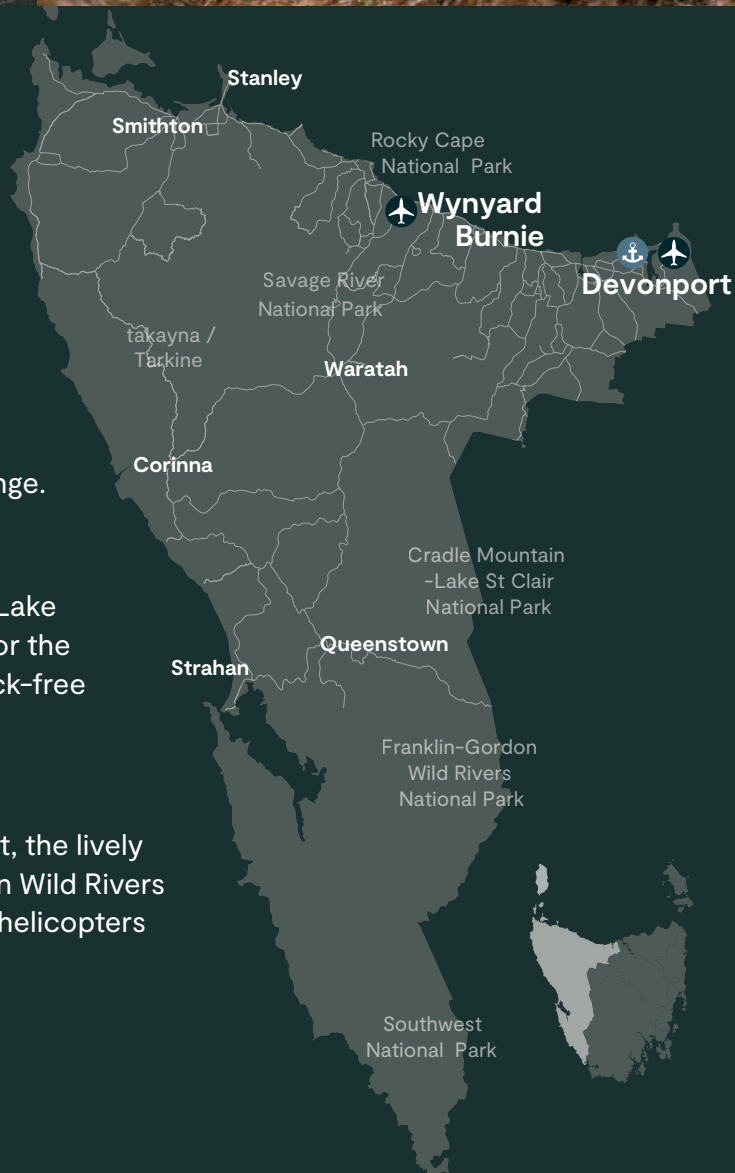 Stanley
Smithton
Rocky Cape
National Park
Wynyard
Burnie
Devonport
Savage River
National Park
takayna /
Tarkine
Waratah
Corinna
nge.
Cradle Mountain
-Lake St Clair
National Park
Lake
or the
ck-free
Queenstown
Strahan
Franklin-Gordon
Wild Rivers
National Park
t, the lively
n Wild Rivers
helicopters
Southwest
National Park